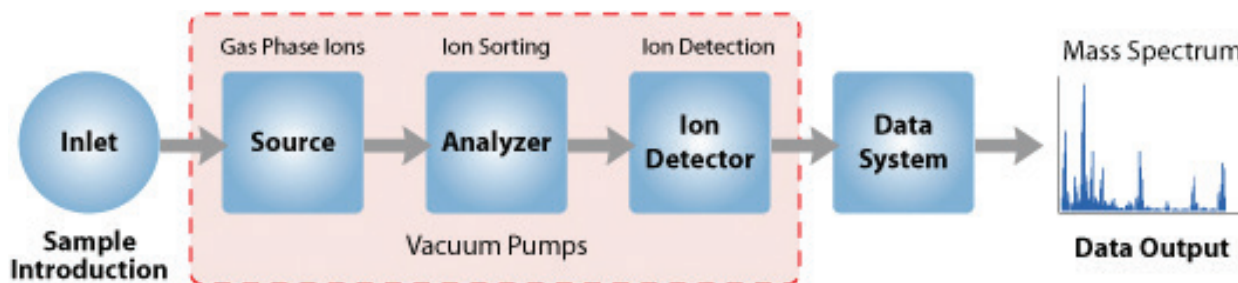 Gas Phase Ions
Ion Sorting
Ion Detection
Mass Spectrum
Inlet
Source
Analyzer
Ion
Detector
Data
System
Sample
Introduction
Vacuum Pumps
Data Output